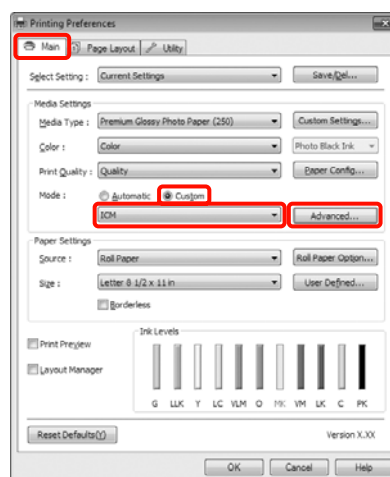 Printing Preferences
Main Page Layout Utility
Select Setting : Current Settings Save/Del...
Media Settings
Media Type : Premium Glossy Photo Paper (250) Custom Settings...
Color : Color Photo Black Ink
Print Quality : Quality Paper Config...
Mode : Automatic Custom
ICM Advanced...
Paper Settings
Source : Roll Paper Roll Paper Option...
Size : Letter 8 1/2 x 11 in User Defined...
Borderless
Ink Levels
Print Preview
Layout Manager
G LLK Y LC VLM O MK VM LK C PK
Reset Defaults(Y) Version X.XX
OK Cancel Help